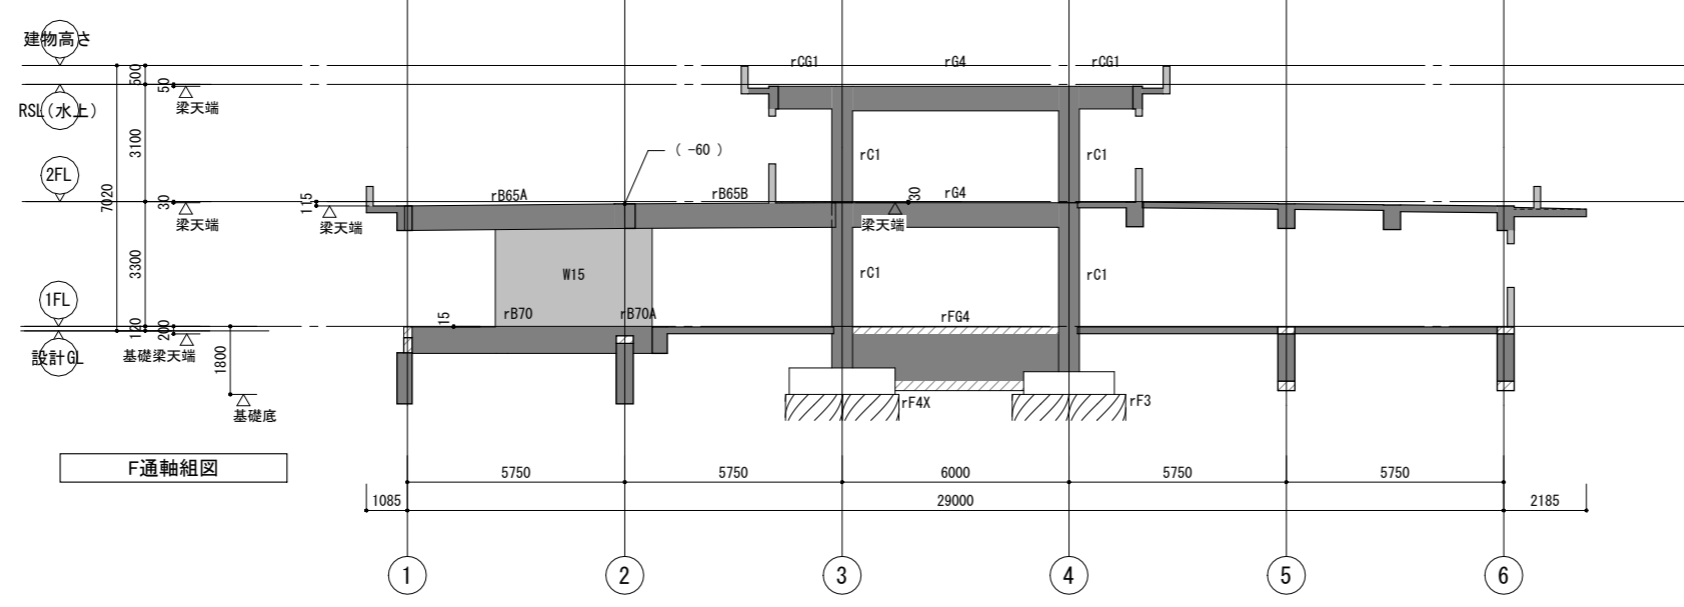 建物高さ
rCG1 rG4 rCG1
600
50
梁天端
RSL(水上)
3100
rC1 rC1
( -60 )
2FL
7020
30
梁天端
115
梁天端
rB65A rB65B
30
rG4
梁天端
3300
W15
rC1 rC1
1FL
120
200
15
rB70 rB70A rFG4
設計GL
基礎梁天端
1800
基礎底
rF4X rF3
F通軸組図
5750 5750 6000 5750 5750
1085 29000 2185
1 2 3 4 5 6